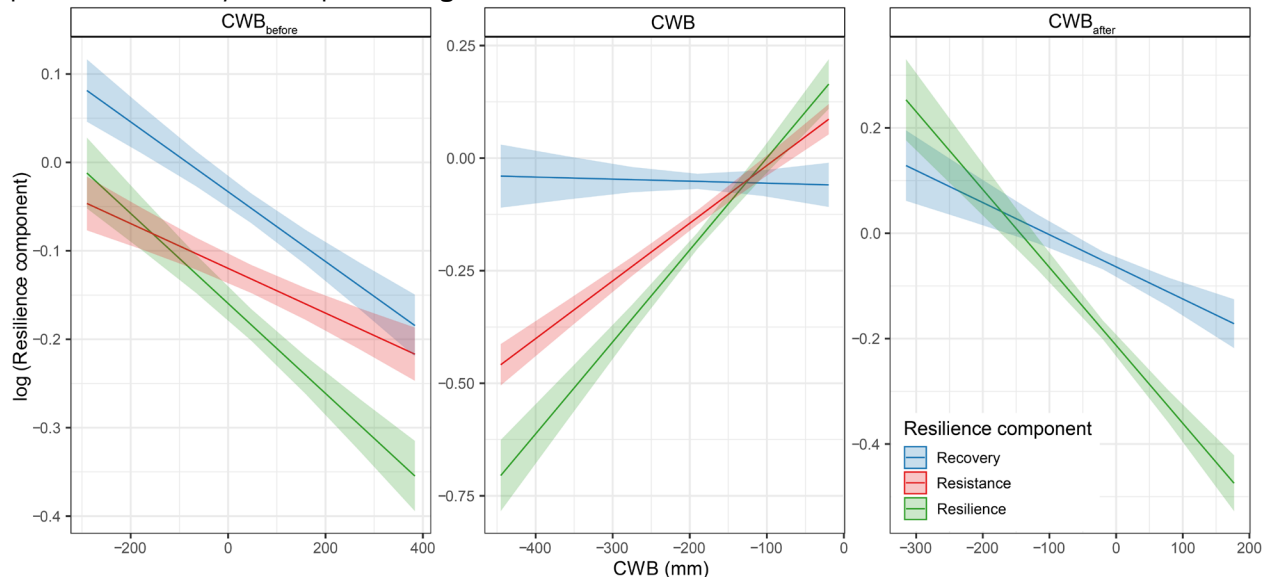 CWBbefore
CWB
CWBafter
0.1
0.0
−0.1
−0.2
−0.3
−0.4
0.25
0.00
−0.25
−0.50
−0.75
0.2
0.0
−0.2
−0.4
log (Resilience component)
Resilience component
Recovery
Resistance
Resilience
−200 0 200 400
−400 −300 −200 −100 0
−300 −200 −100 0 100 200
CWB (mm)